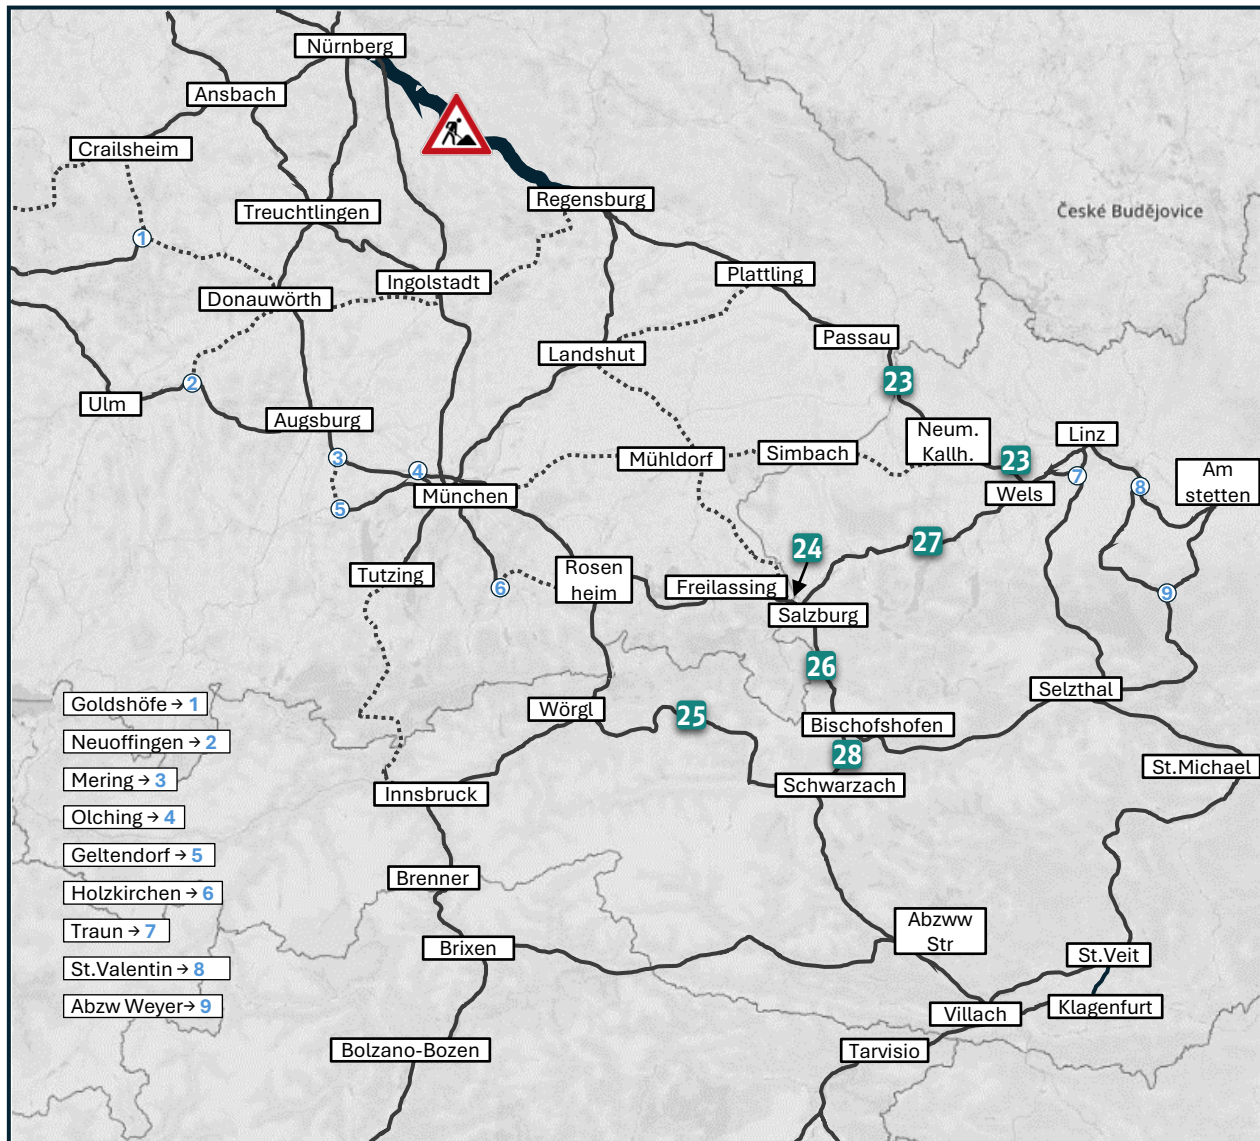 Nürnberg
Ansbach
Crailsheim
Regensburg
Treuchtlingen
České Budějovice
1
Plattling
Ingolstadt
Donauwörth
Passau
Landshut
23
2
Ulm
Augsburg
Neum.
Kallh.
Linz
Simbach
Mühldorf
3
4
23
7
Am
stetten
8
München
Wels
5
27
24
Tutzing
Rosen
heim
6
Freilassing
9
Salzburg
26
Selzthal
Goldshöfe → 1
Wörgl
25
Bischofshofen
Neuoffingen → 2
28
St.Michael
Mering → 3
Schwarzach
Innsbruck
Olching → 4
Geltendorf → 5
Brenner
Holzkirchen → 6
Abzww
Str
Traun → 7
Brixen
St.Veit
St.Valentin → 8
Abzw Weyer → 9
Klagenfurt
Villach
Bolzano-Bozen
Tarvisio